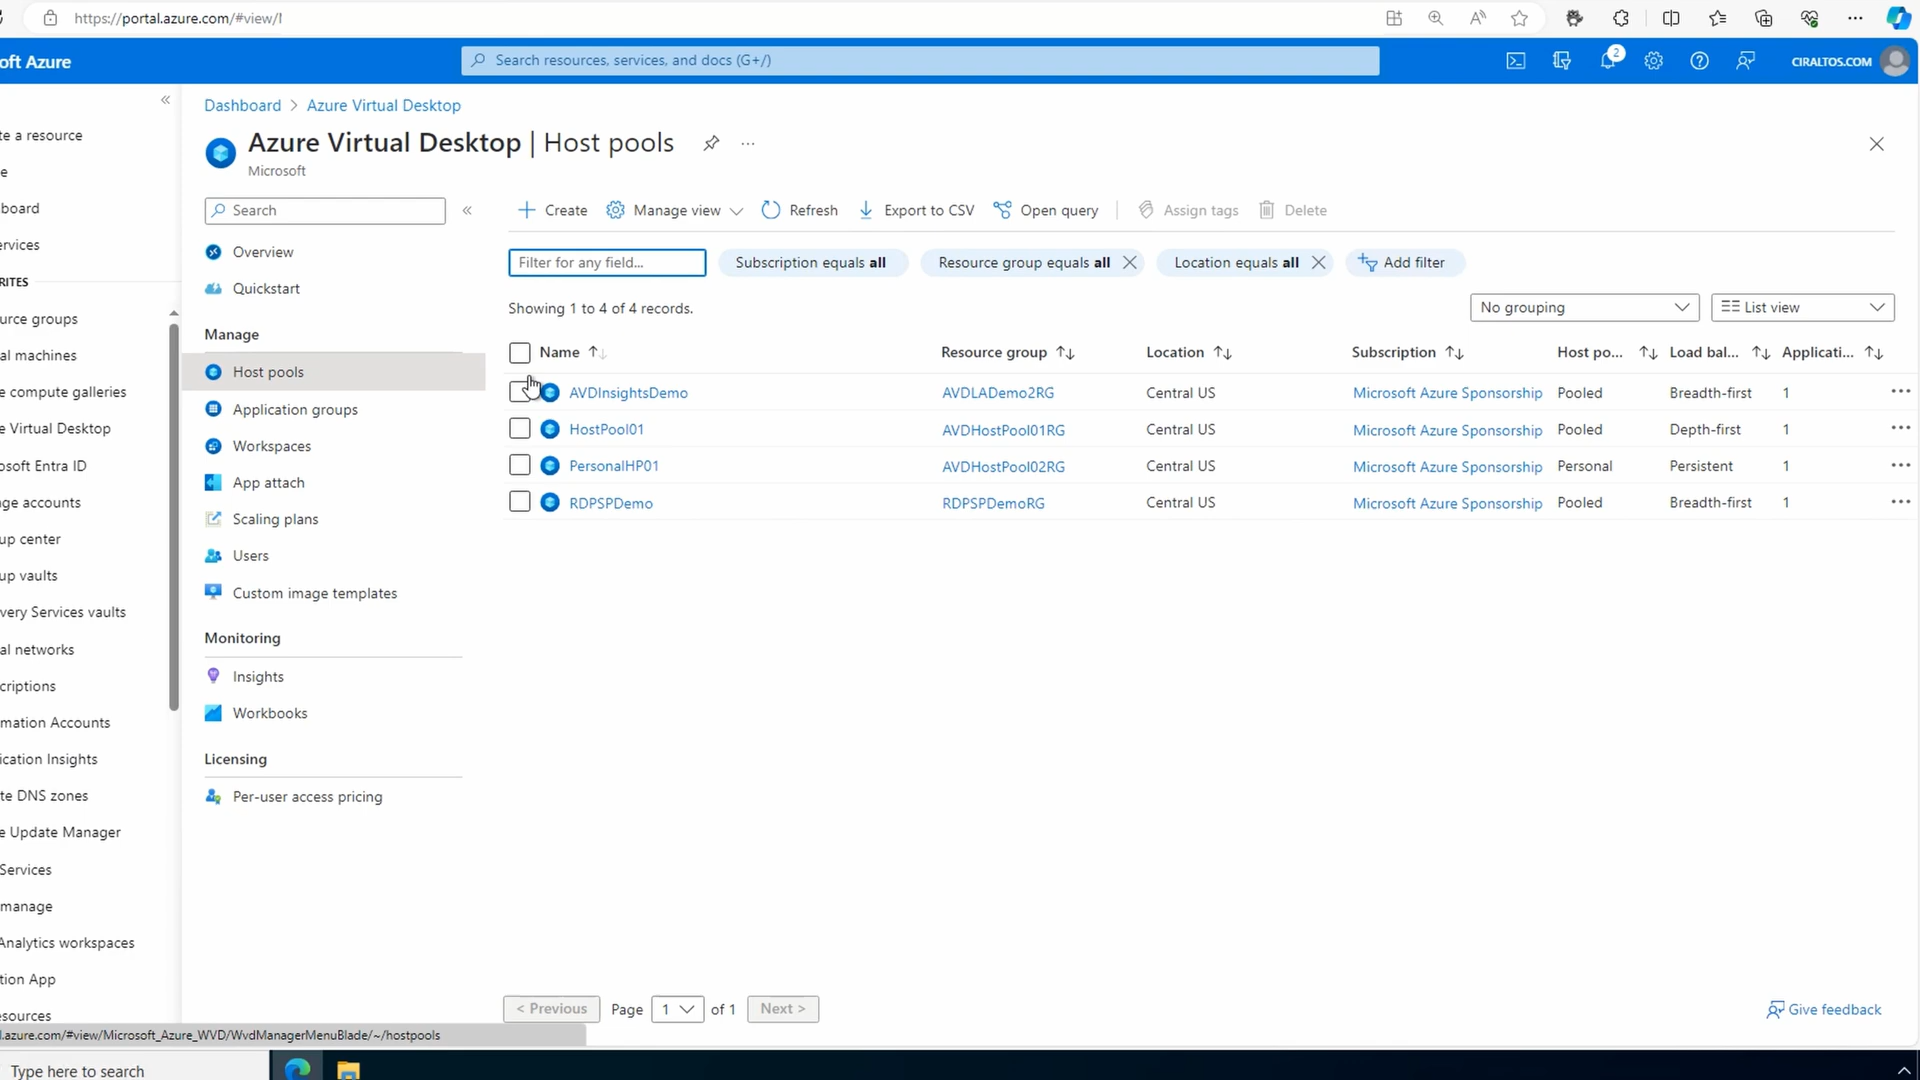 https://portal.azure.com/#view/
oft Azure
Search resources, services, and docs (G+/)
2
CIRALTOS.COM
te a resource
e
board
ervices
RITES
urce groups
al machines
e compute galleries
e Virtual Desktop
osoft Entra ID
age accounts
up center
up vaults
very Services vaults
al networks
criptions
mation Accounts
ication Insights
te DNS zones
e Update Manager
Services
manage
Analytics workspaces
tion App
esources
Dashboard > Azure Virtual Desktop
Azure Virtual Desktop | Host pools
Microsoft
Search
Overview
Quickstart
Manage
Host pools
Application groups
Workspaces
App attach
Scaling plans
Users
Custom image templates
Monitoring
Insights
Workbooks
Licensing
Per-user access pricing
Create Manage view Refresh Export to CSV Open query Assign tags Delete
Filter for any field... Subscription equals all Resource group equals all Location equals all Add filter
Showing 1 to 4 of 4 records.
No grouping List view
Name Resource group Location Subscription Host po... Load bal... Applicati...
AVDInsightsDemo AVDLADemo2RG Central US Microsoft Azure Sponsorship Pooled Breadth-first 1
HostPool01 AVDHostPool01RG Central US Microsoft Azure Sponsorship Pooled Depth-first 1
PersonalHP01 AVDHostPool02RG Central US Microsoft Azure Sponsorship Personal Persistent 1
RDPSPDemo RDPSPDemoRG Central US Microsoft Azure Sponsorship Pooled Breadth-first 1
< Previous Page 1 of 1 Next >
Give feedback
l.azure.com/#view/Microsoft_Azure_WVD/WvdManagerMenuBlade/~/hostpools
Type here to search